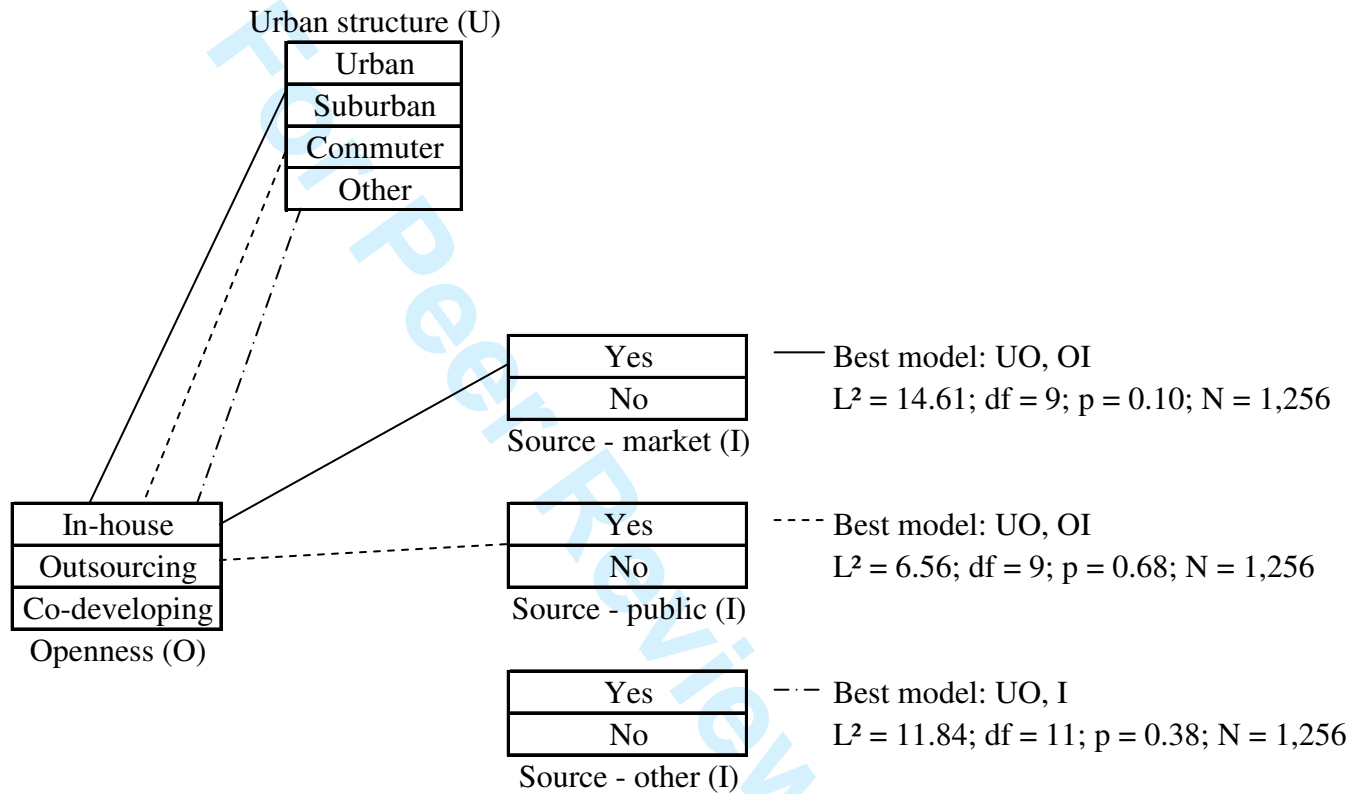 Urban structure (U)
Urban
Suburban
Commuter
Other
Yes
No
Source - market (I)
Best model: UO, OI
L² = 14.61; df = 9; p = 0.10; N = 1,256
In-house
Outsourcing
Co-developing
Openness (O)
Yes
No
Source - public (I)
Best model: UO, OI
L² = 6.56; df = 9; p = 0.68; N = 1,256
Yes
No
Source - other (I)
Best model: UO, I
L² = 11.84; df = 11; p = 0.38; N = 1,256
For Peer Review